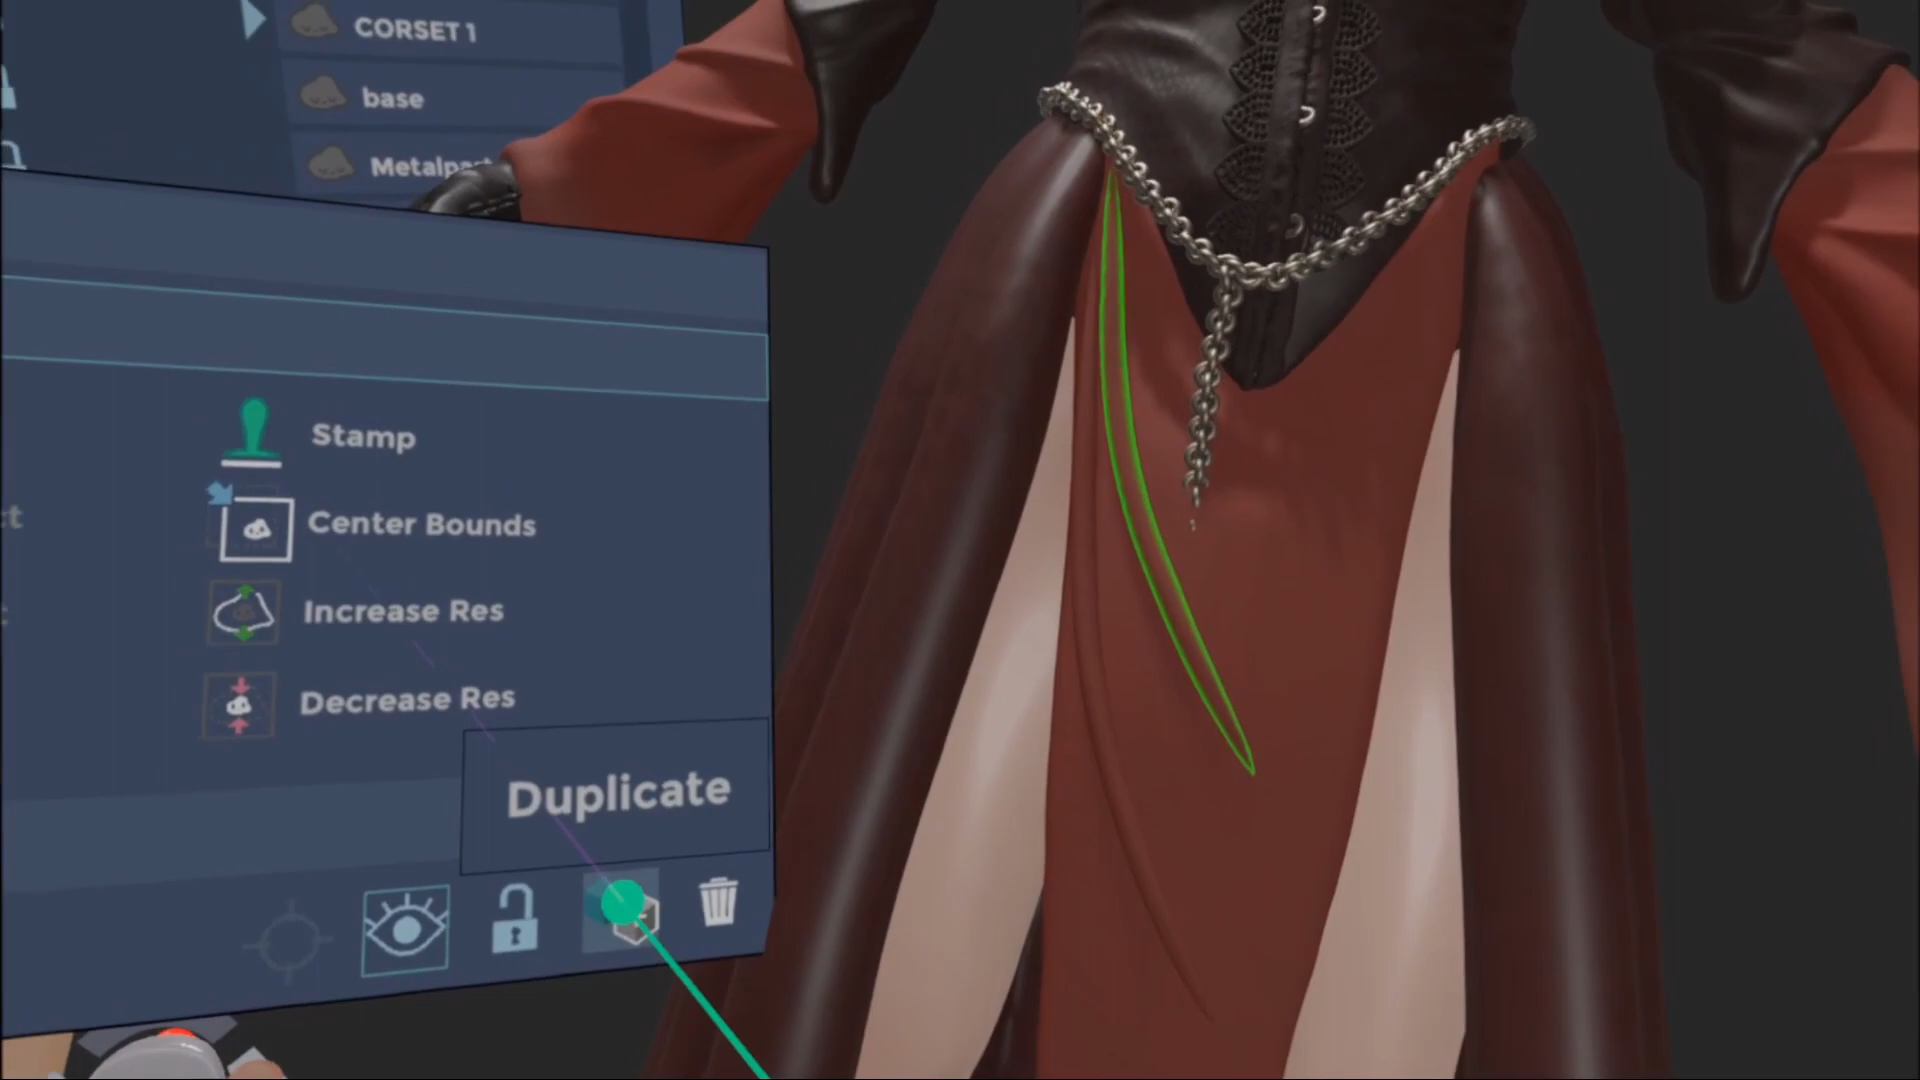 CORSET 1
base
Stamp
Center Bounds
Increase Res
Decrease Res
Duplicate